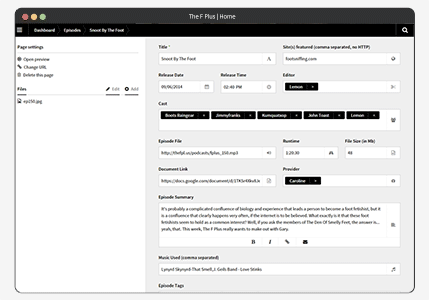 The F Plus | Home
Dashboard Episodes Snoot By The Foot
Page settings
Open preview
Change URL
Delete this page
Files Edit Add
ep150.jpg
Title *
Snoot By The Foot
Site(s) featured (comma separated, no HTTP)
footsniffing.com
Release Date
09/06/2014
Release Time
02:40 PM
Editor
Lemon ×
Cast
Boots Raingear × Jimmyfranks × Kumquatxop × John Toast × Lemon ×
Episode File
http://thefpl.us/podcasts/fplus_150.mp3
Runtime
1:20:30
File Size (in Mb)
48
Document Link
https://docs.google.com/document/d/
Provider
Caroline ×
Episode Summary
It's probably a complicated confluence of biology and experience that leads a person to become a foot fetishist, but it
is a confluence that clearly happens very often, if the internet is to be believed. What exactly is it that these foot
fetishists seem to hold as a common interest? Well, if you ask the members of The Den Of Smelly Feet, the answer is...
yeah, that. This week, The F Plus really wants to make out with Gary.
B I
Music Used (comma separated)
Lynyrd Skynyrd-That Smell, J. Geils Band - Love Stinks
Episode Tags